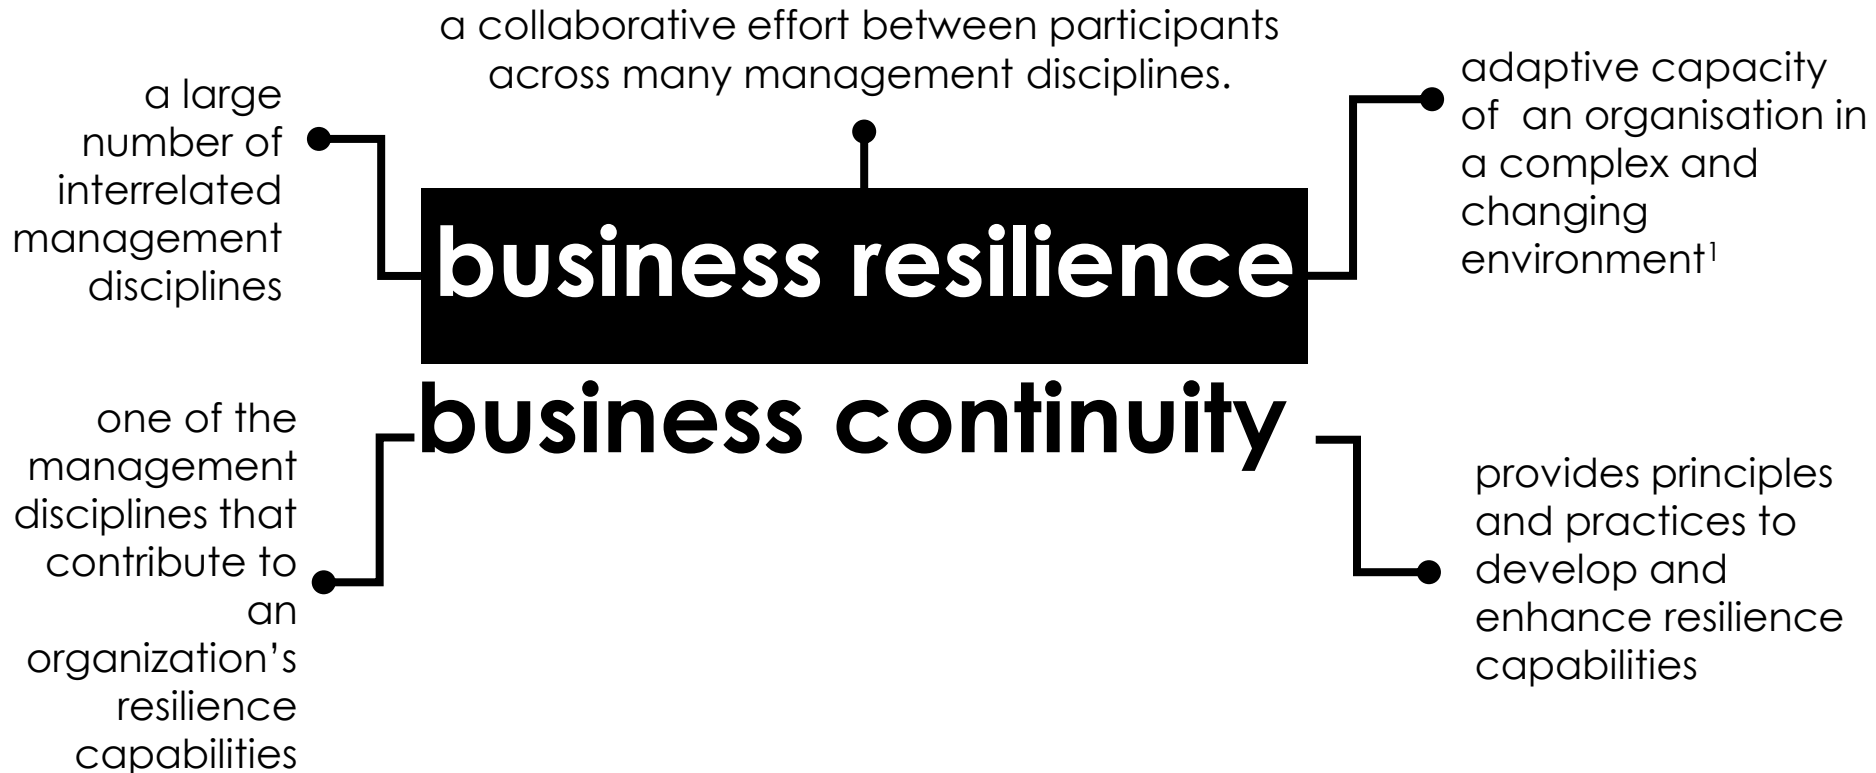 a collaborative effort between participants
across many management disciplines.
a large
number of
interrelated
management
disciplines
adaptive capacity
of  an organisation in
a complex and
changing
environment¹
business resilience
business continuity
one of the
management
disciplines that
contribute to
an
organization’s
resilience
capabilities
provides principles
and practices to
develop and
enhance resilience
capabilities